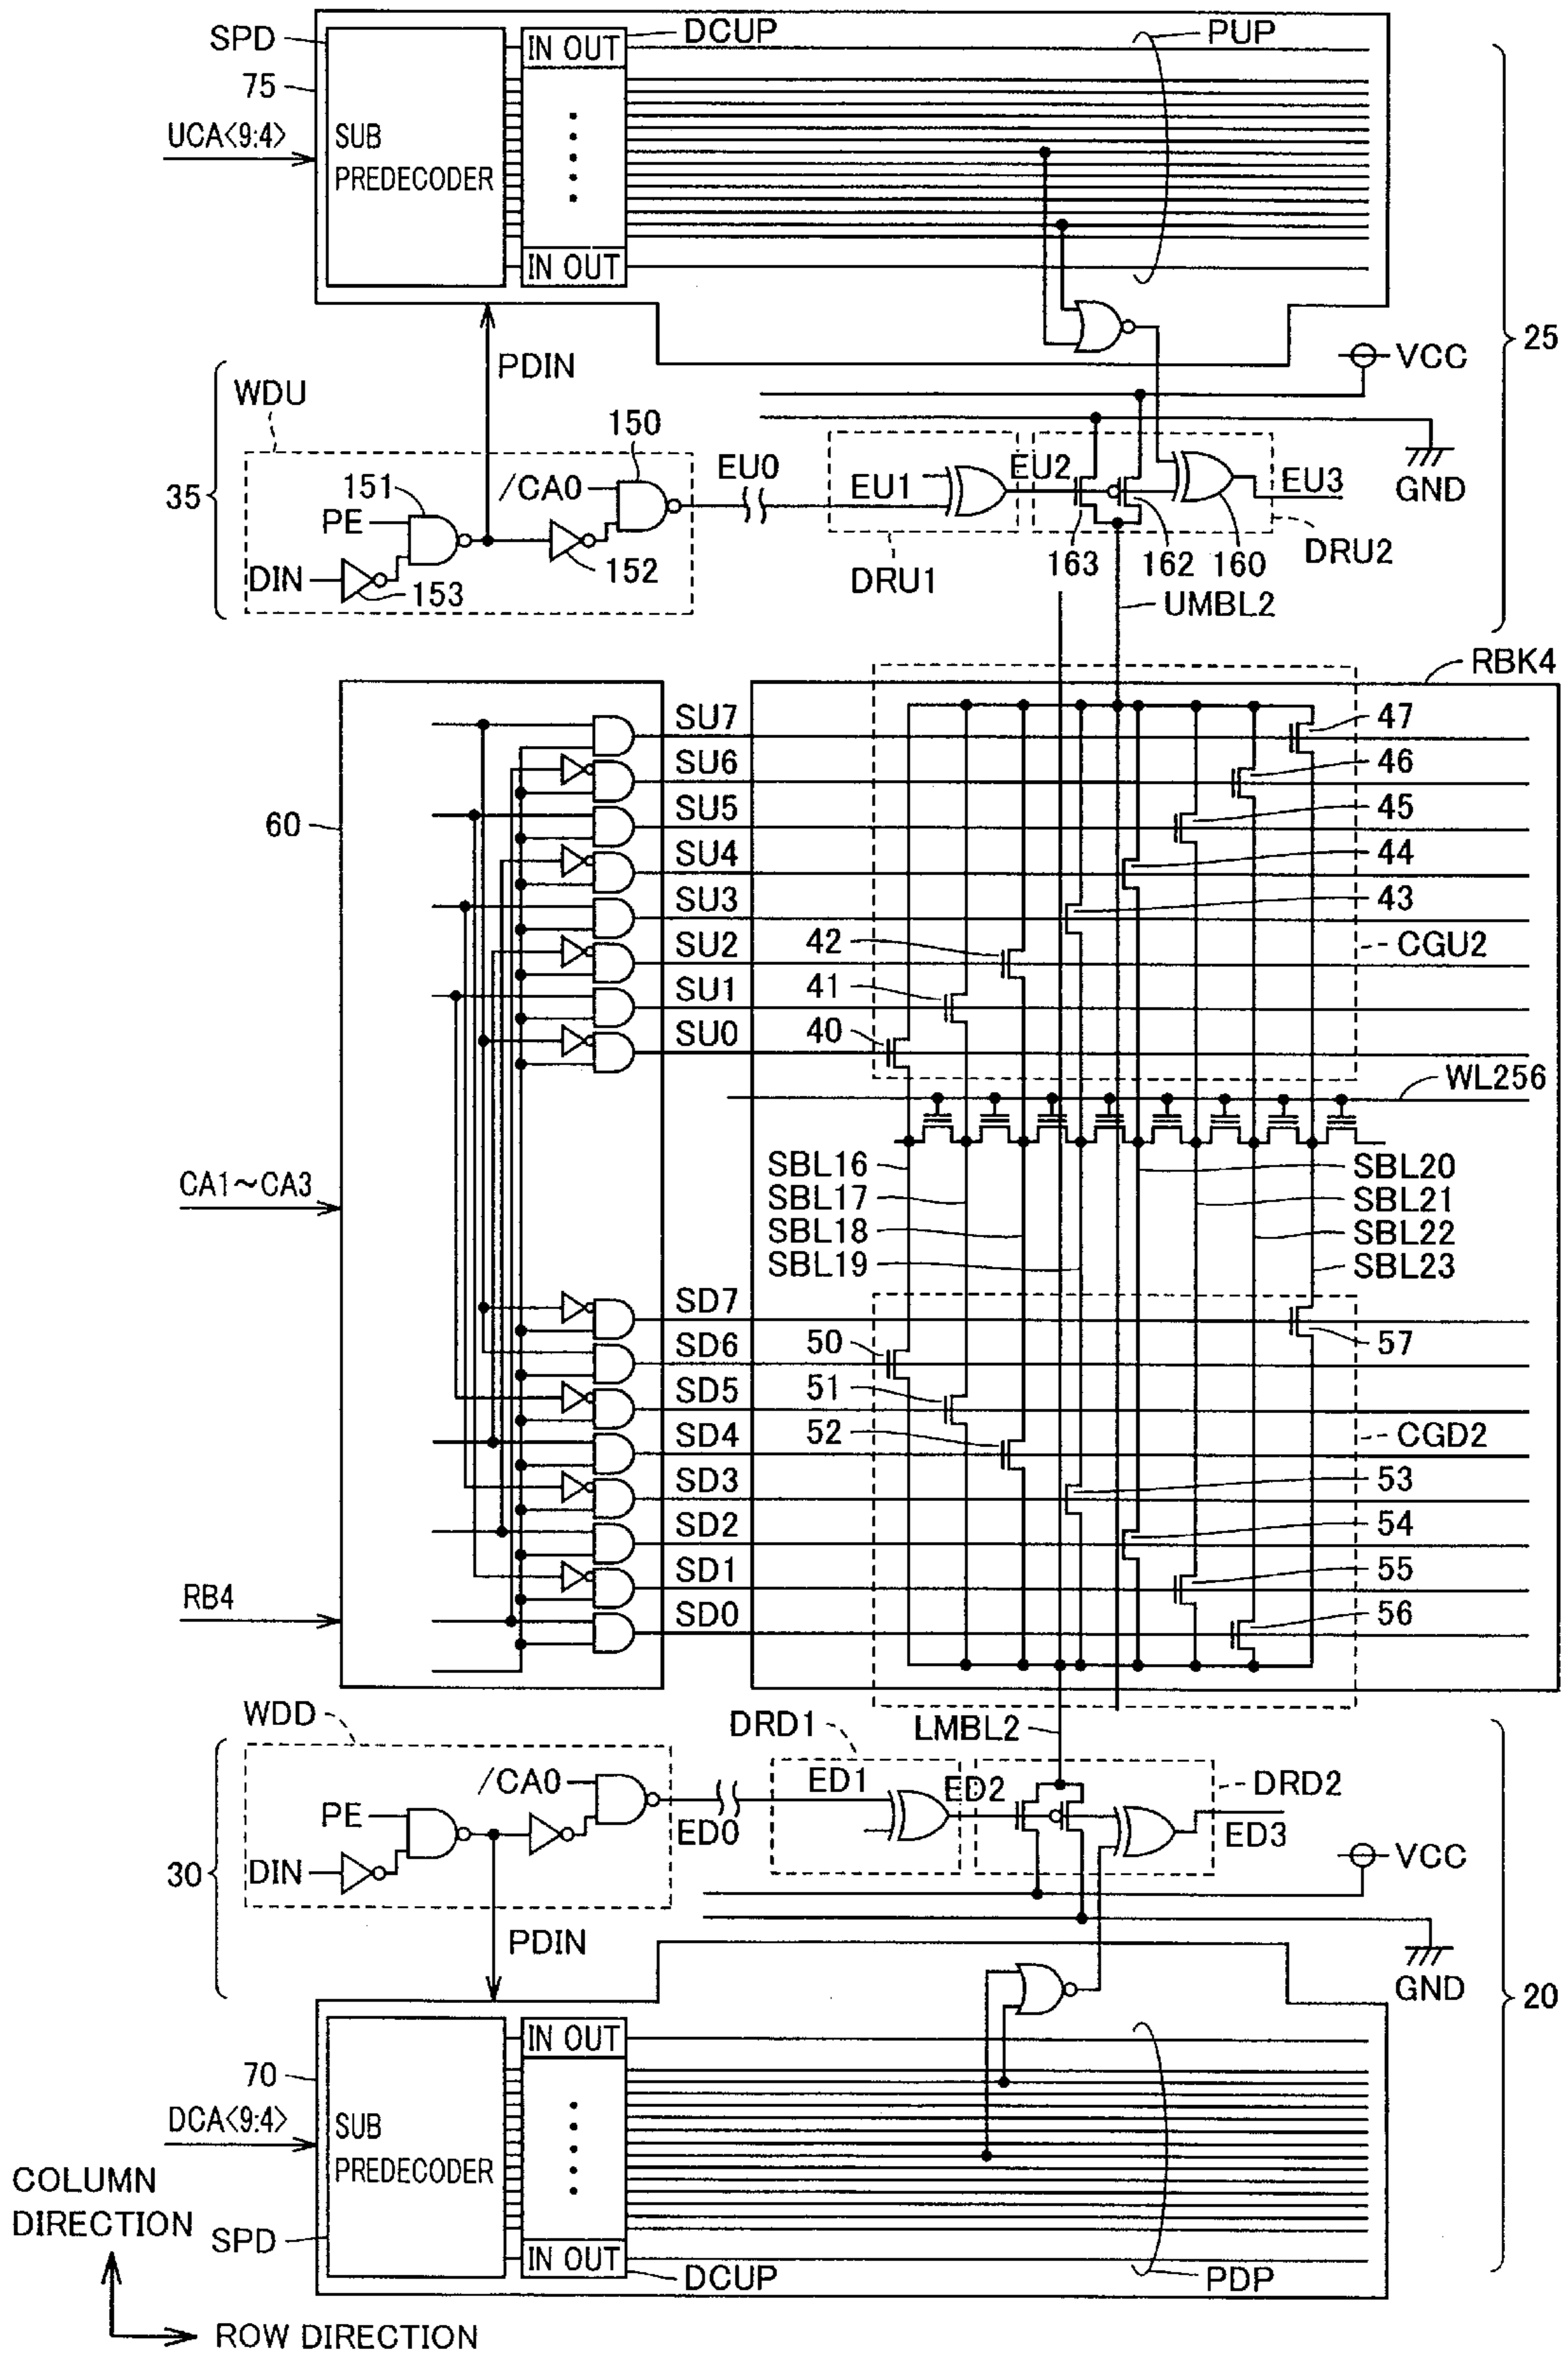 SPD
DCUP
PUP
IN OUT
75
25
UCA<9:4>
SUB
PREDECODER
IN OUT
PDIN
VCC
WDU
150
/CA0
EU0
EU2
35
151
PE
EU1
EU3
GND
DIN
153
152
DRU1
163
162
160
DRU2
UMBL2
RBK4
SU7
47
SU6
46
60
SU5
45
SU4
44
SU3
43
SU2
42
CGU2
SU1
41
SU0
40
WL256
CA1~CA3
SBL16
SBL20
SBL17
SBL21
SBL18
SBL22
SBL19
SBL23
SD7
57
SD6
50
SD5
51
SD4
52
CGD2
SD3
53
SD2
54
SD1
55
RB4
SD0
56
WDD
DRD1
LMBL2
/CA0
ED1
ED2
DRD2
PE
ED0
ED3
30
DIN
VCC
PDIN
GND
20
IN OUT
70
DCA<9:4>
SUB
PREDECODER
COLUMN
DIRECTION
SPD
IN OUT
DCUP
PDP
ROW DIRECTION